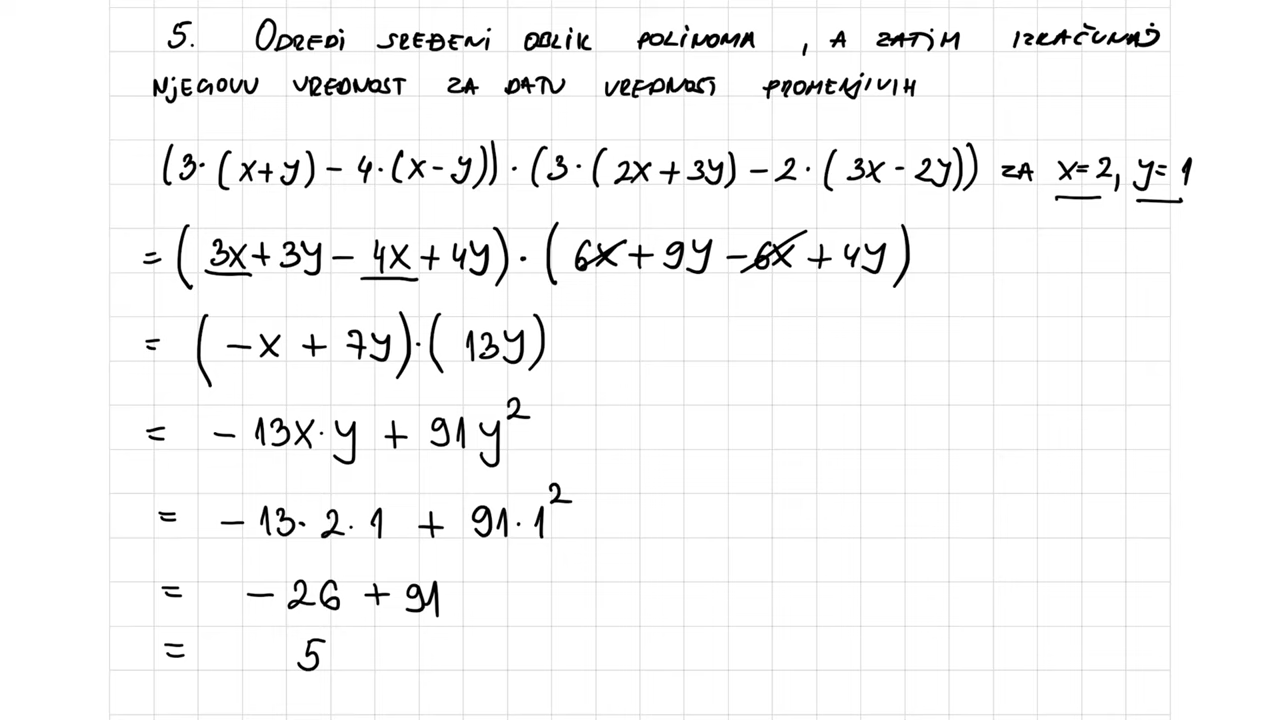 5. ODREDI SREĐENI OBLIK POLINOMA, A ZATIM IZRAČUNAJ
NJEGOVU VREDNOST ZA DATU VREDNOST PROMENJIVIH
(3·(x+y) - 4·(x-y))·(3·(2x+3y) - 2·(3x-2y)) ZA x=2, y=1
= (3x+3y-4x+4y)·(6x+9y-6x+4y)
= (-x + 7y)·(13y)
= -13x·y + 91y²
= -13·2·1 + 91·1²
= -26 + 91
= 5